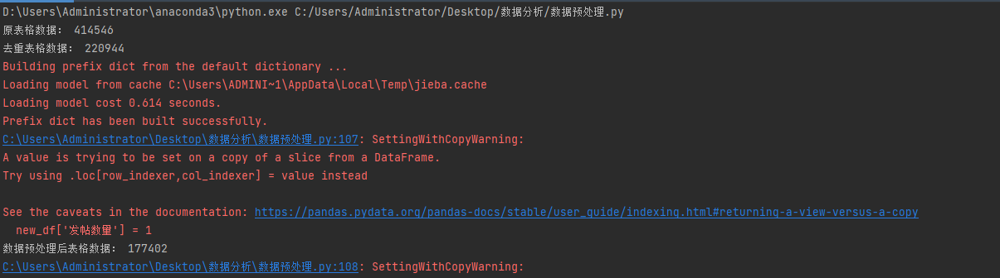 D:\Users\Administrator\anaconda3\python.exe C:/Users/Administrator/Desktop/数据分析/数据预处理.py
原表格数据： 414546
去重表格数据： 220944
Building prefix dict from the default dictionary ...
Loading model from cache C:\Users\ADMINI~1\AppData\Local\Temp\jieba.cache
Loading model cost 0.614 seconds.
Prefix dict has been built successfully.
C:\Users\Administrator\Desktop\数据分析\数据预处理.py:107: SettingWithCopyWarning:
A value is trying to be set on a copy of a slice from a DataFrame.
Try using .loc[row_indexer,col_indexer] = value instead
See the caveats in the documentation: https://pandas.pydata.org/pandas-docs/stable/user_guide/indexing.html#returning-a-view-versus-a-copy
new_df['发帖数量'] = 1
数据预处理后表格数据： 177402
C:\Users\Administrator\Desktop\数据分析\数据预处理.py:108: SettingWithCopyWarning: